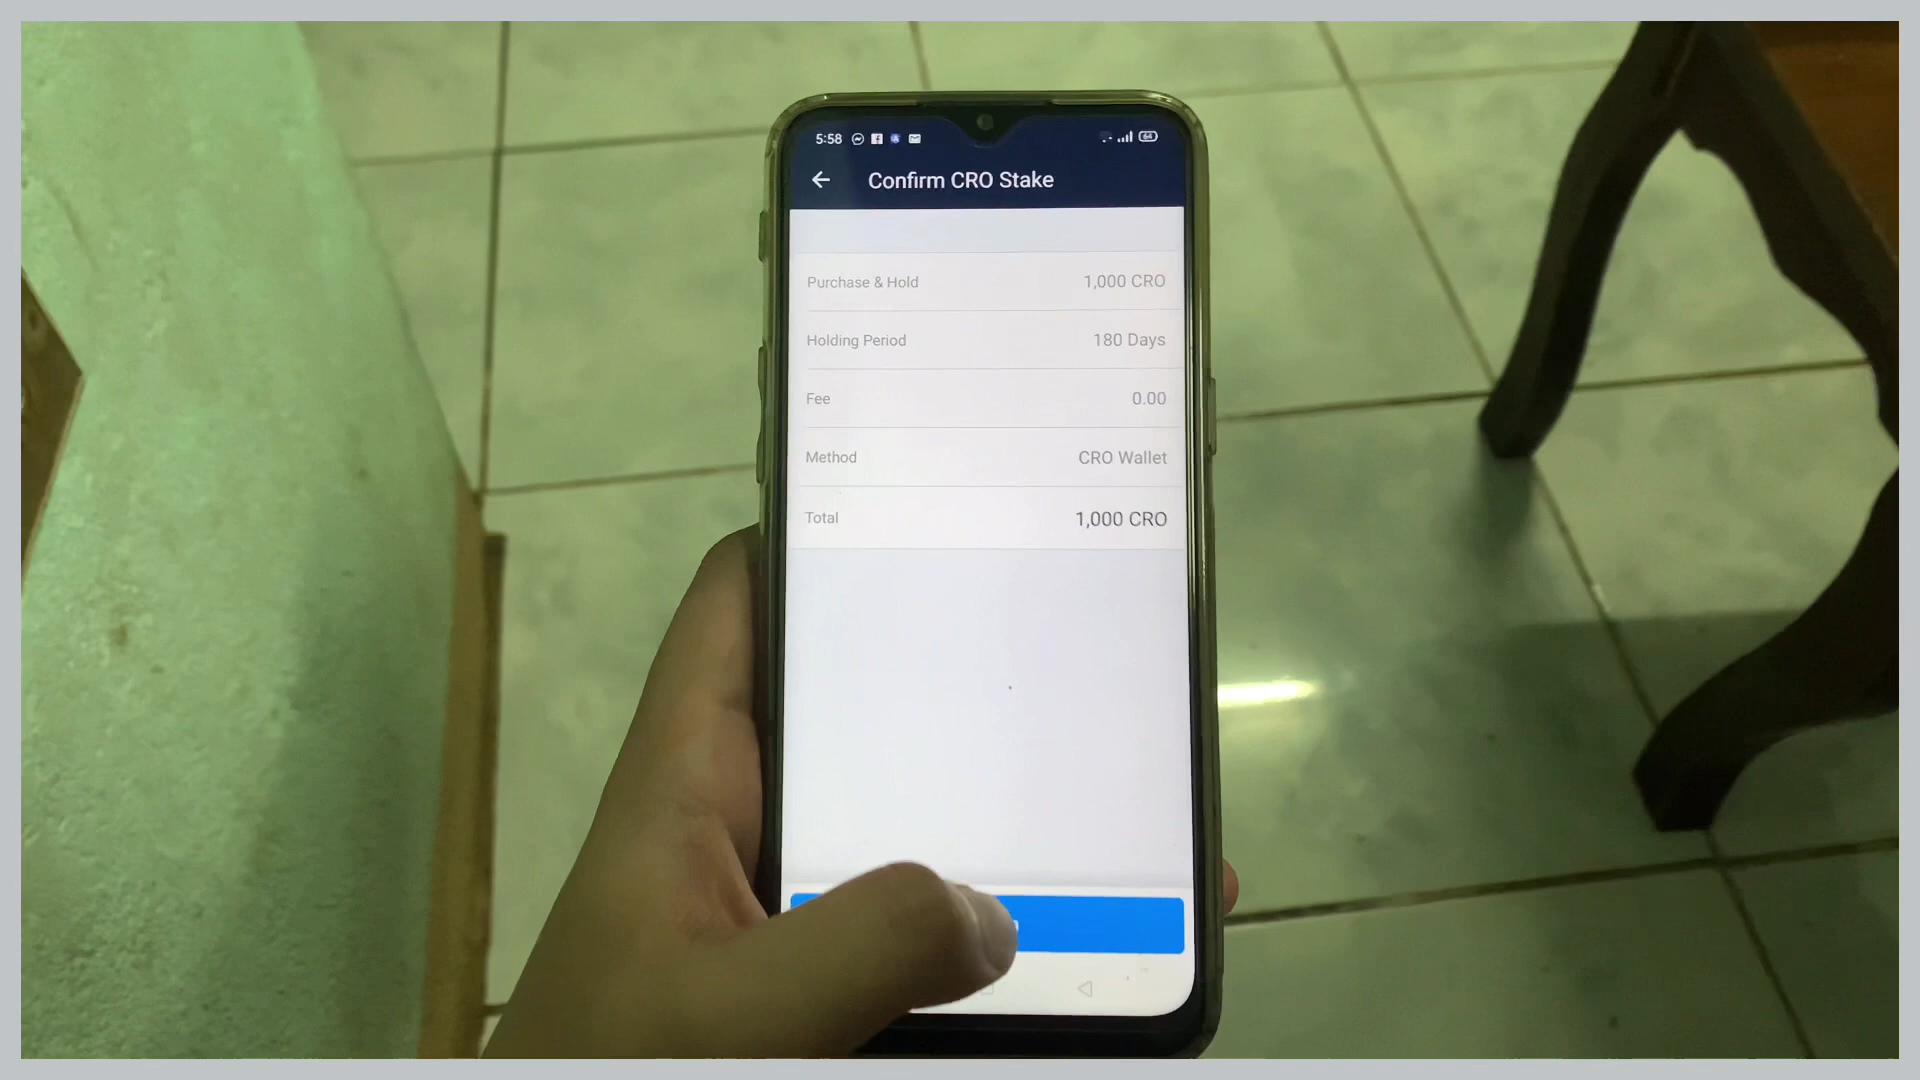 5:58 64
Confirm CRO Stake
Purchase & Hold 1,000 CRO
Holding Period 180 Days
Fee 0.00
Method CRO Wallet
Total 1,000 CRO